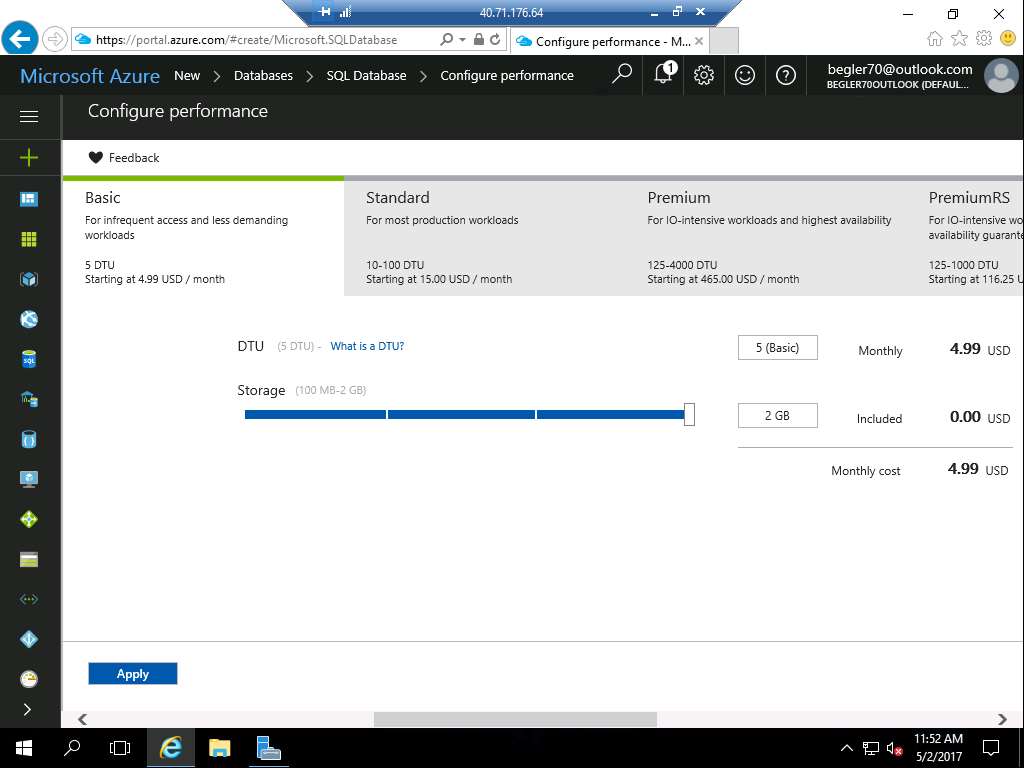 40.71.176.64
https://portal.azure.com/#create/Microsoft.SQLDatabase
Configure performance - M...
Microsoft Azure New > Databases > SQL Database > Configure performance
1
begler70@outlook.com
BEGLER70OUTLOOK (DEFAUL...
Configure performance
Feedback
Basic
For infrequent access and less demanding
workloads
5 DTU
Starting at 4.99 USD / month
Standard
For most production workloads
10-100 DTU
Starting at 15.00 USD / month
Premium
For IO-intensive workloads and highest availability
125-4000 DTU
Starting at 465.00 USD / month
PremiumRS
For IO-intensive wo
availability guarante
125-1000 DTU
Starting at 116.25 U
DTU (5 DTU) - What is a DTU?
5 (Basic)
Monthly 4.99 USD
Storage (100 MB-2 GB)
2 GB
Included 0.00 USD
Monthly cost 4.99 USD
Apply
SQL
11:52 AM
5/2/2017